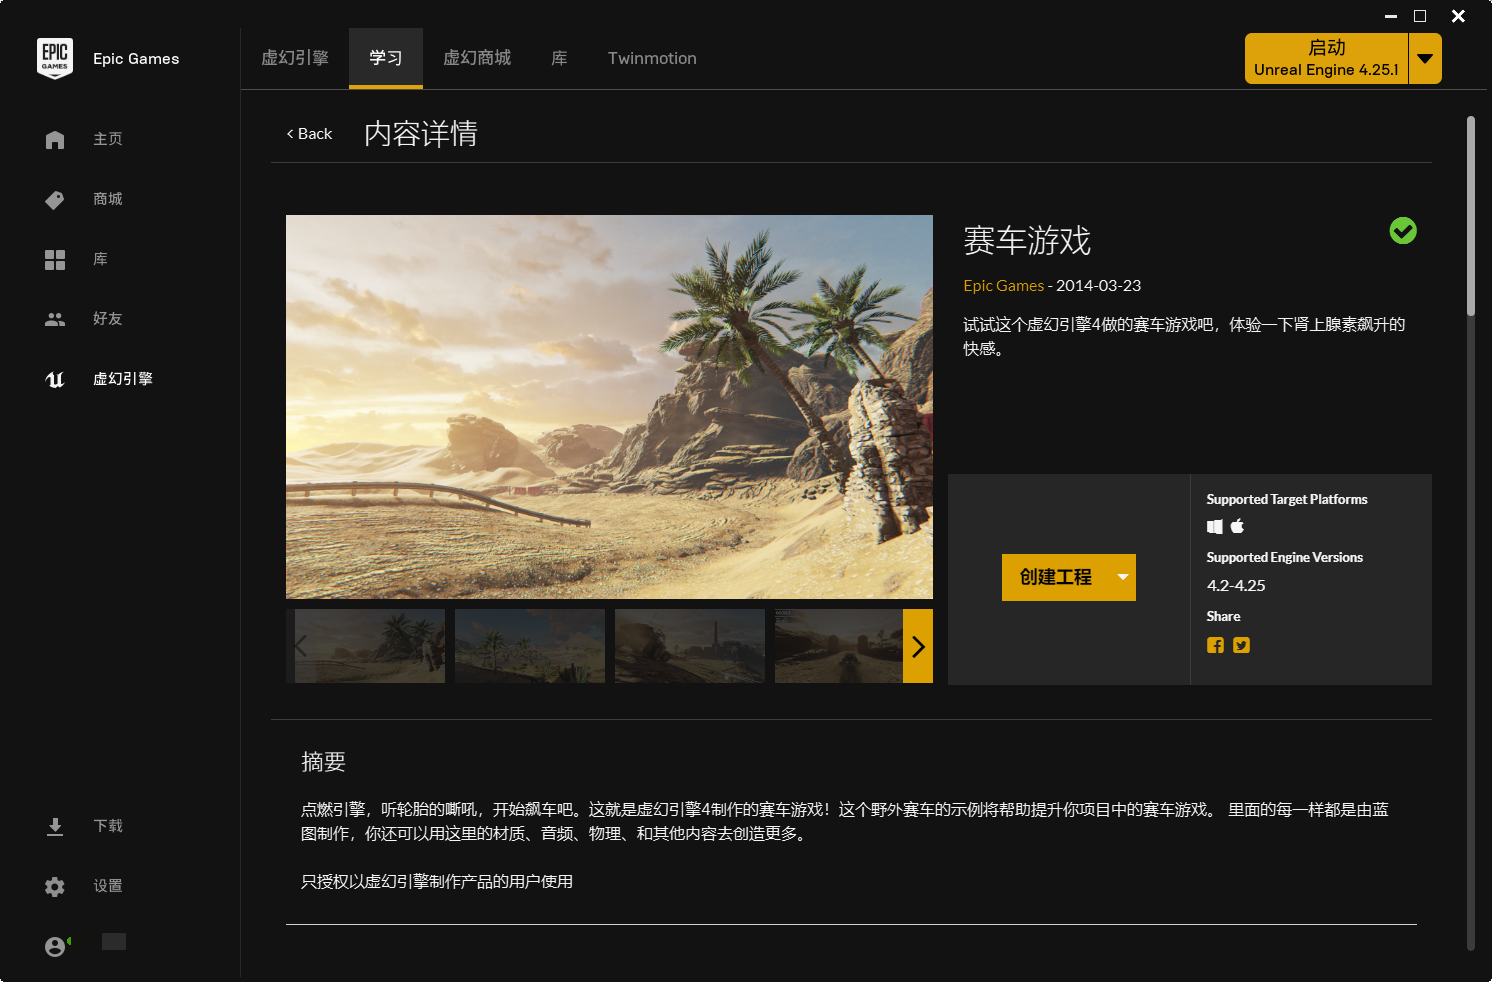 EPIC
GAMES
Epic Games
虚幻引擎
学习
虚幻商城
库
Twinmotion
启动
Unreal Engine 4.25.1
主页
商城
库
好友
虚幻引擎
下载
设置
< Back
内容详情
赛车游戏
Epic Games - 2014-03-23
试试这个虚幻引擎4做的赛车游戏吧，体验一下肾上腺素飙升的
快感。
创建工程
Supported Target Platforms
Supported Engine Versions
4.2-4.25
Share
摘要
点燃引擎，听轮胎的嘶吼，开始飙车吧。这就是虚幻引擎4制作的赛车游戏！这个野外赛车的示例将帮助提升你项目中的赛车游戏。 里面的每一样都是由蓝
图制作，你还可以用这里的材质、音频、物理、和其他内容去创造更多。
只授权以虚幻引擎制作产品的用户使用